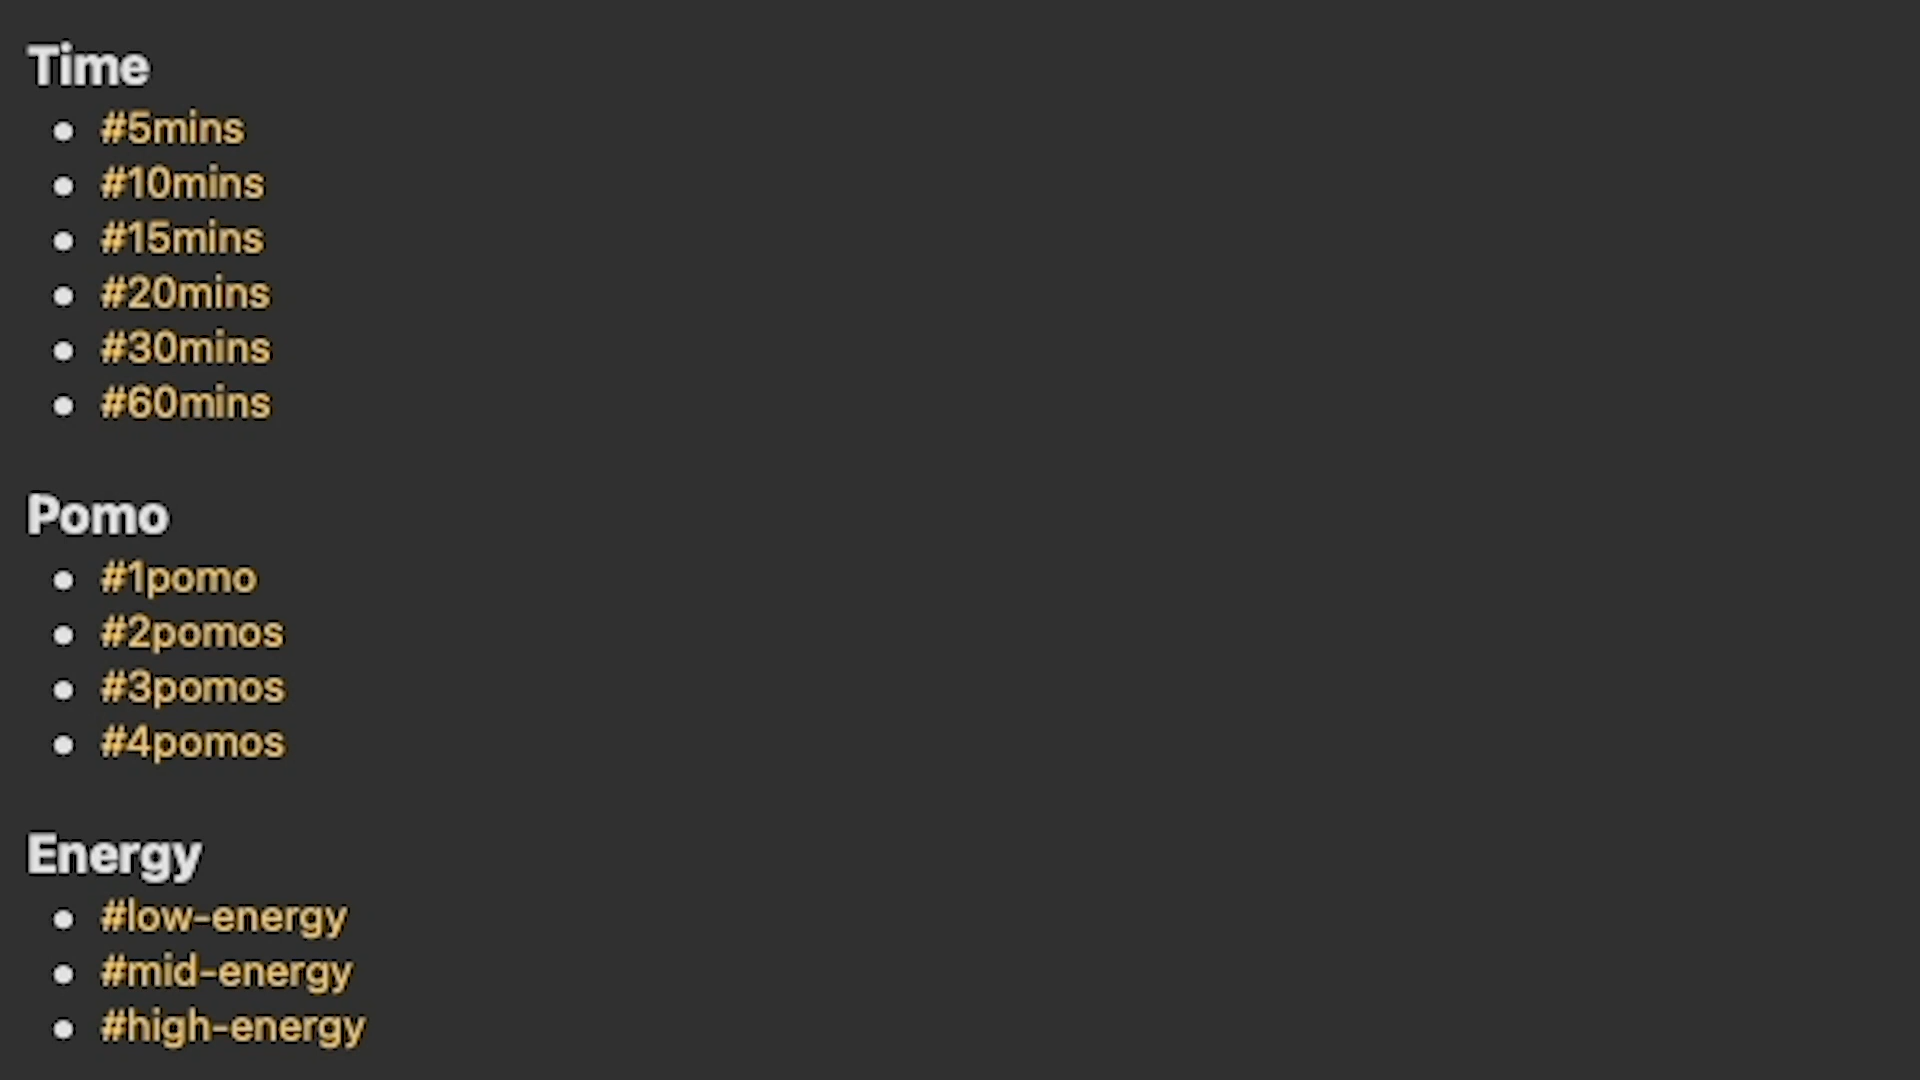 Time
#5mins
#10mins
#15mins
#20mins
#30mins
#60mins
Pomo
#1pomo
#2pomos
#3pomos
#4pomos
Energy
#low-energy
#mid-energy
#high-energy